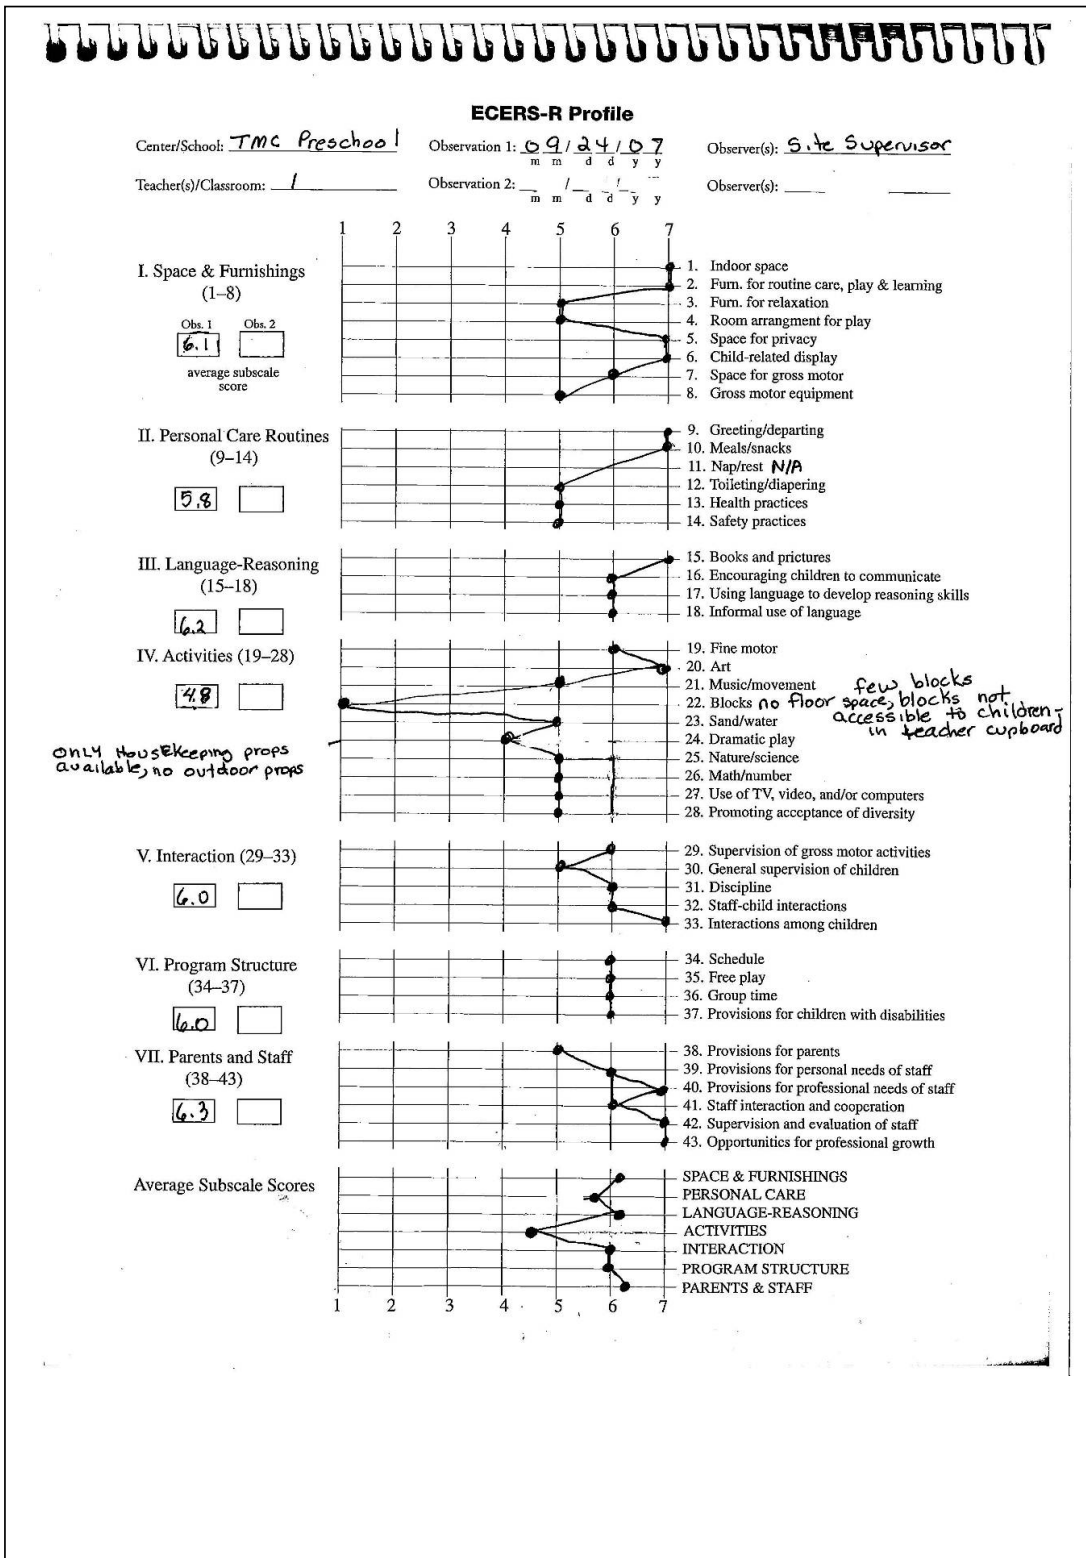 ECERS-R Profile
Center/School: TMC Preschool Observation 1: 09/24/07 Observer(s): Site Supervisor
m m d d y y
Teacher(s)/Classroom: 1 Observation 2: _ _ / _ _ / _ _ Observer(s):
m m d d y y
1 2 3 4 5 6 7
I. Space & Furnishings
(1–8)
Obs. 1 Obs. 2
6.1
average subscale
score
1. Indoor space
2. Furn. for routine care, play & learning
3. Furn. for relaxation
4. Room arrangment for play
5. Space for privacy
6. Child-related display
7. Space for gross motor
8. Gross motor equipment
II. Personal Care Routines
(9–14)
5.8
9. Greeting/departing
10. Meals/snacks
11. Nap/rest N/A
12. Toileting/diapering
13. Health practices
14. Safety practices
III. Language-Reasoning
(15–18)
6.2
15. Books and prictures
16. Encouraging children to communicate
17. Using language to develop reasoning skills
18. Informal use of language
IV. Activities (19–28)
4.8
only Housekeeping props
available, no outdoor props
19. Fine motor
20. Art
21. Music/movement
22. Blocks
few blocks
no floor space, blocks not
accessible to children-
in teacher cupboard
23. Sand/water
24. Dramatic play
25. Nature/science
26. Math/number
27. Use of TV, video, and/or computers
28. Promoting acceptance of diversity
V. Interaction (29–33)
6.0
29. Supervision of gross motor activities
30. General supervision of children
31. Discipline
32. Staff-child interactions
33. Interactions among children
VI. Program Structure
(34–37)
6.0
34. Schedule
35. Free play
36. Group time
37. Provisions for children with disabilities
VII. Parents and Staff
(38–43)
6.3
38. Provisions for parents
39. Provisions for personal needs of staff
40. Provisions for professional needs of staff
41. Staff interaction and cooperation
42. Supervision and evaluation of staff
43. Opportunitics for professional growth
Average Subscale Scores
SPACE & FURNISHINGS
PERSONAL CARE
LANGUAGE-REASONING
ACTIVITIES
INTERACTION
PROGRAM STRUCTURE
PARENTS & STAFF
1 2 3 4 5 6 7